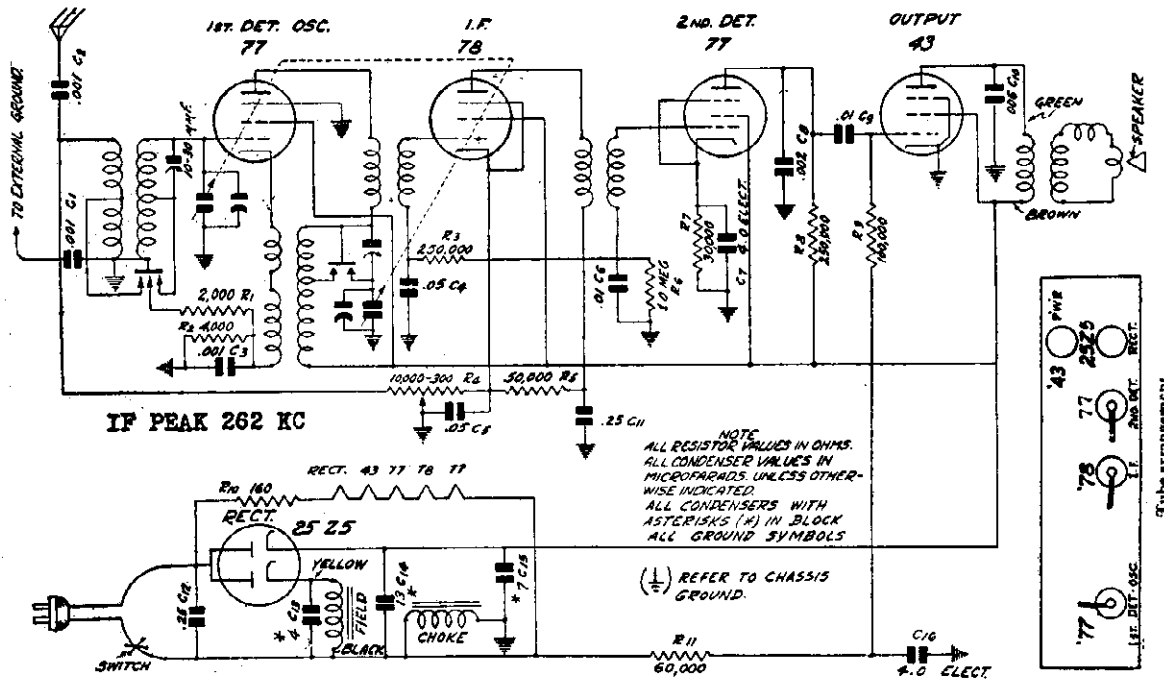 1ST. DET. OSC.
77
I.F.
78
2ND. DET.
77
OUTPUT
43
.001 C2
TO EXTERNAL GROUND.
.001 C1
10-30 MMF.
2,000 R1
R2 4,000
.001 C3
R3
250,000
.05 C4
.01 C6
1.0 MEG
R6
R7
30,000
4.0 ELECT.
C7
.002 C8
R8
250,000
.01 C9
R9
100,000
.006 C10
GREEN
BROWN
SPEAKER
10,000-300 R4
50,000 R5
.05 C5
.25 C11
IF PEAK 262 KC
NOTE
ALL RESISTOR VALUES IN OHMS.
ALL CONDENSER VALUES IN
MICROFARADS. UNLESS OTHER-
WISE INDICATED.
ALL CONDENSERS WITH
ASTERISKS (*) IN BLOCK
ALL GROUND SYMBOLS
REFER TO CHASSIS
GROUND.
RECT. 43 77 78 77
R10 160
RECT.
25 Z5
YELLOW
.25 C12
* 4 C13
FIELD
BLACK
13 C14
*
CHOKE
* 7 C15
SWITCH
R11
60,000
C16
4.0 ELECT.
PWR
'43
25Z5
RECT.
77
2ND DET.
'78
I.F.
'77
1ST. DET-OSC
Tube arrangement